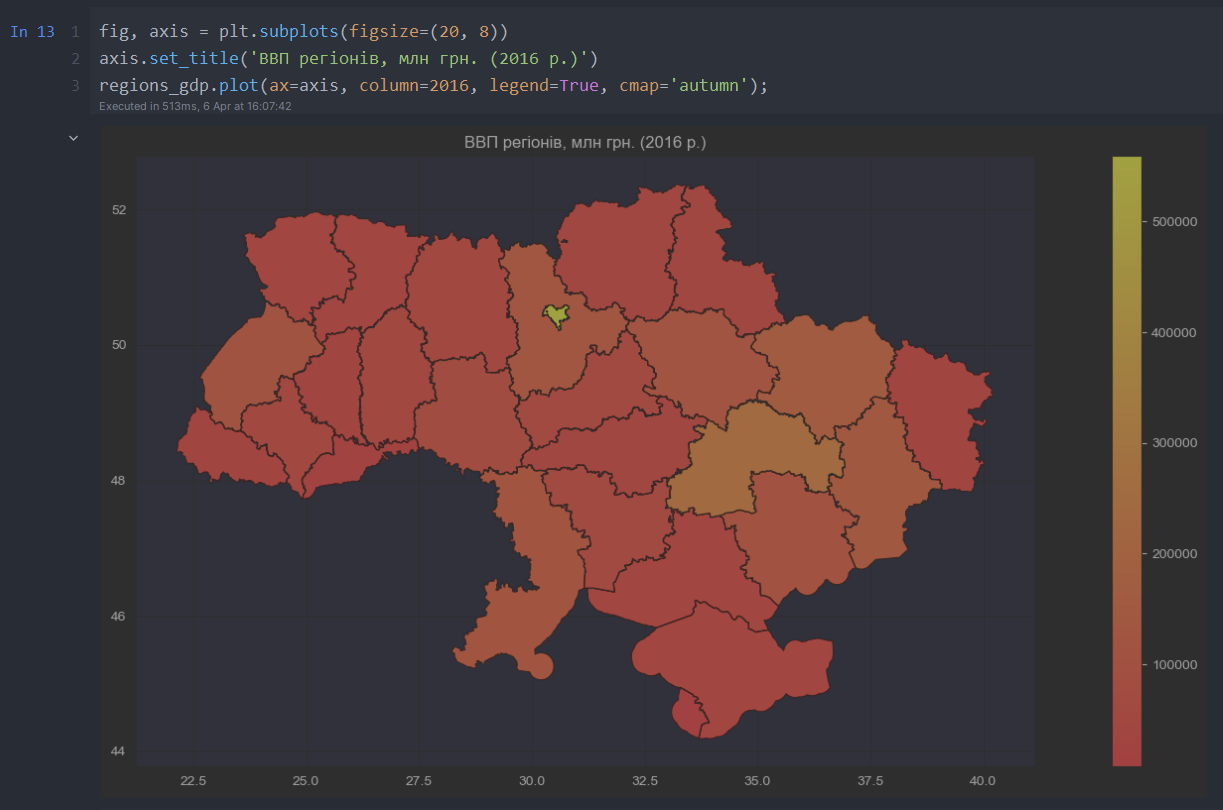 In 13
1 fig, axis = plt.subplots(figsize=(20, 8))
2 axis.set_title('ВВП регіонів, млн грн. (2016 р.)')
3 regions_gdp.plot(ax=axis, column=2016, legend=True, cmap='autumn');
Executed in 513ms, 6 Apr at 16:07:42
ВВП регіонів, млн грн. (2016 р.)
52
50
48
46
44
22.5 25.0 27.5 30.0 32.5 35.0 37.5 40.0
500000
400000
300000
200000
100000